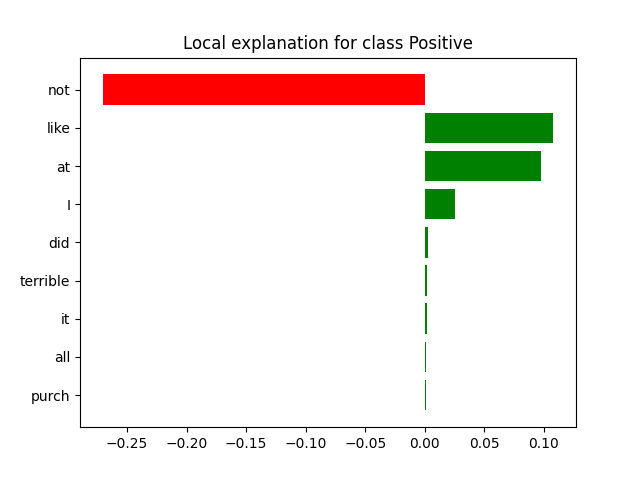 Local explanation for class Positive
not
like
at
I
did
terrible
it
all
purch
−0.25 −0.20 −0.15 −0.10 −0.05 0.00 0.05 0.10